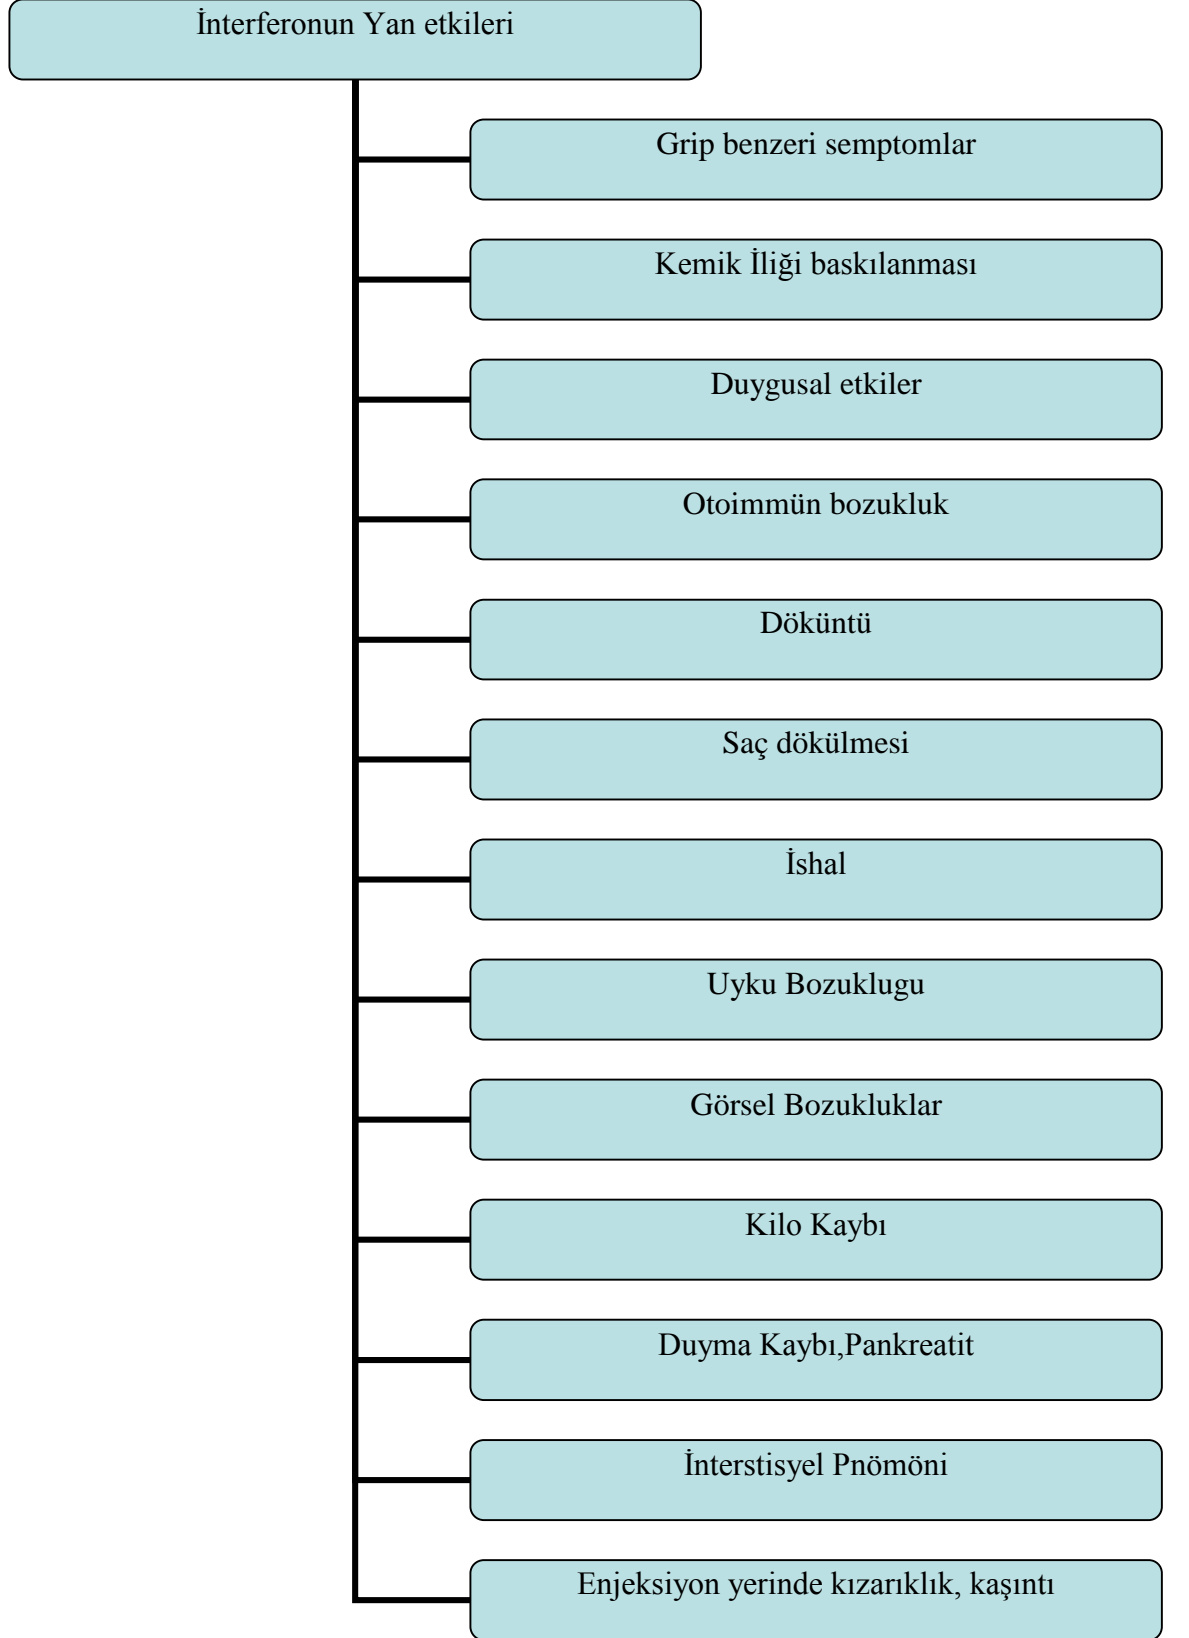 İnterferonun Yan etkileri
Grip benzeri semptomlar
Kemik İliği baskılanması
Duygusal etkiler
Otoimmün bozukluk
Döküntü
Saç dökülmesi
İshal
Uyku Bozuklugu
Görsel Bozukluklar
Kilo Kaybı
Duyma Kaybı,Pankreatit
İnterstisyel Pnömöni
Enjeksiyon yerinde kızarıklık, kaşıntı